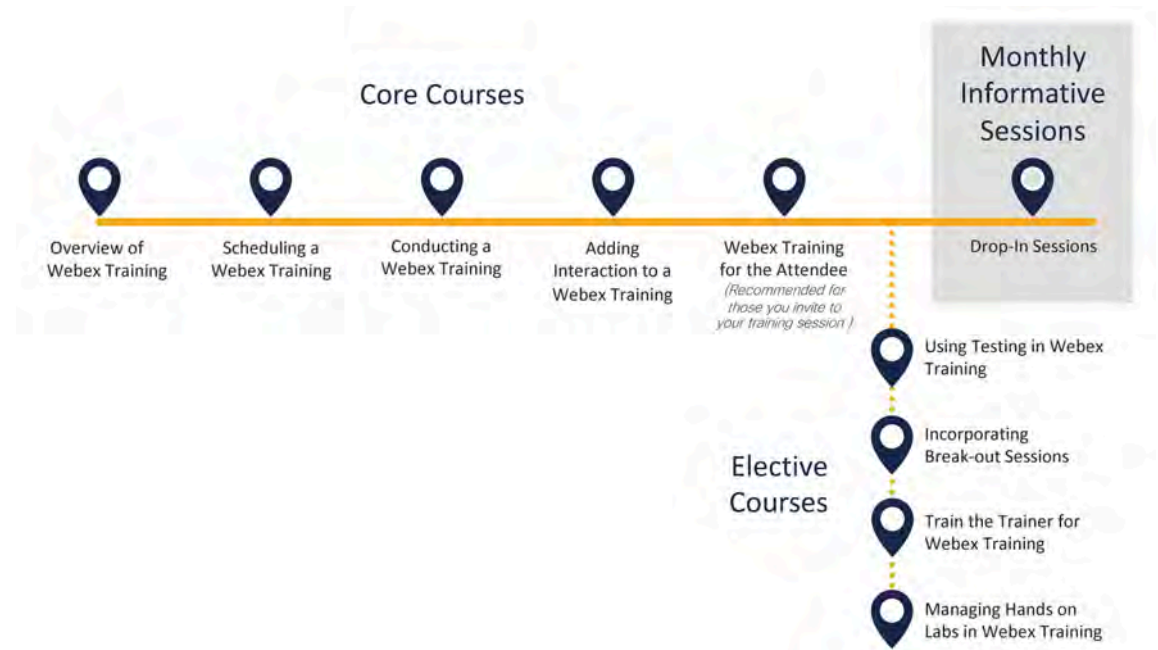 Core Courses
Monthly
Informative
Sessions
Overview of
Webex Training
Scheduling a
Webex Training
Conducting a
Webex Training
Adding
Interaction to a
Webex Training
Webex Training
for the Attendee
(Recommended for
those you invite to
your training session )
Drop-In Sessions
Elective
Courses
Using Testing in Webex
Training
Incorporating
Break-out Sessions
Train the Trainer for
Webex Training
Managing Hands on
Labs in Webex Training